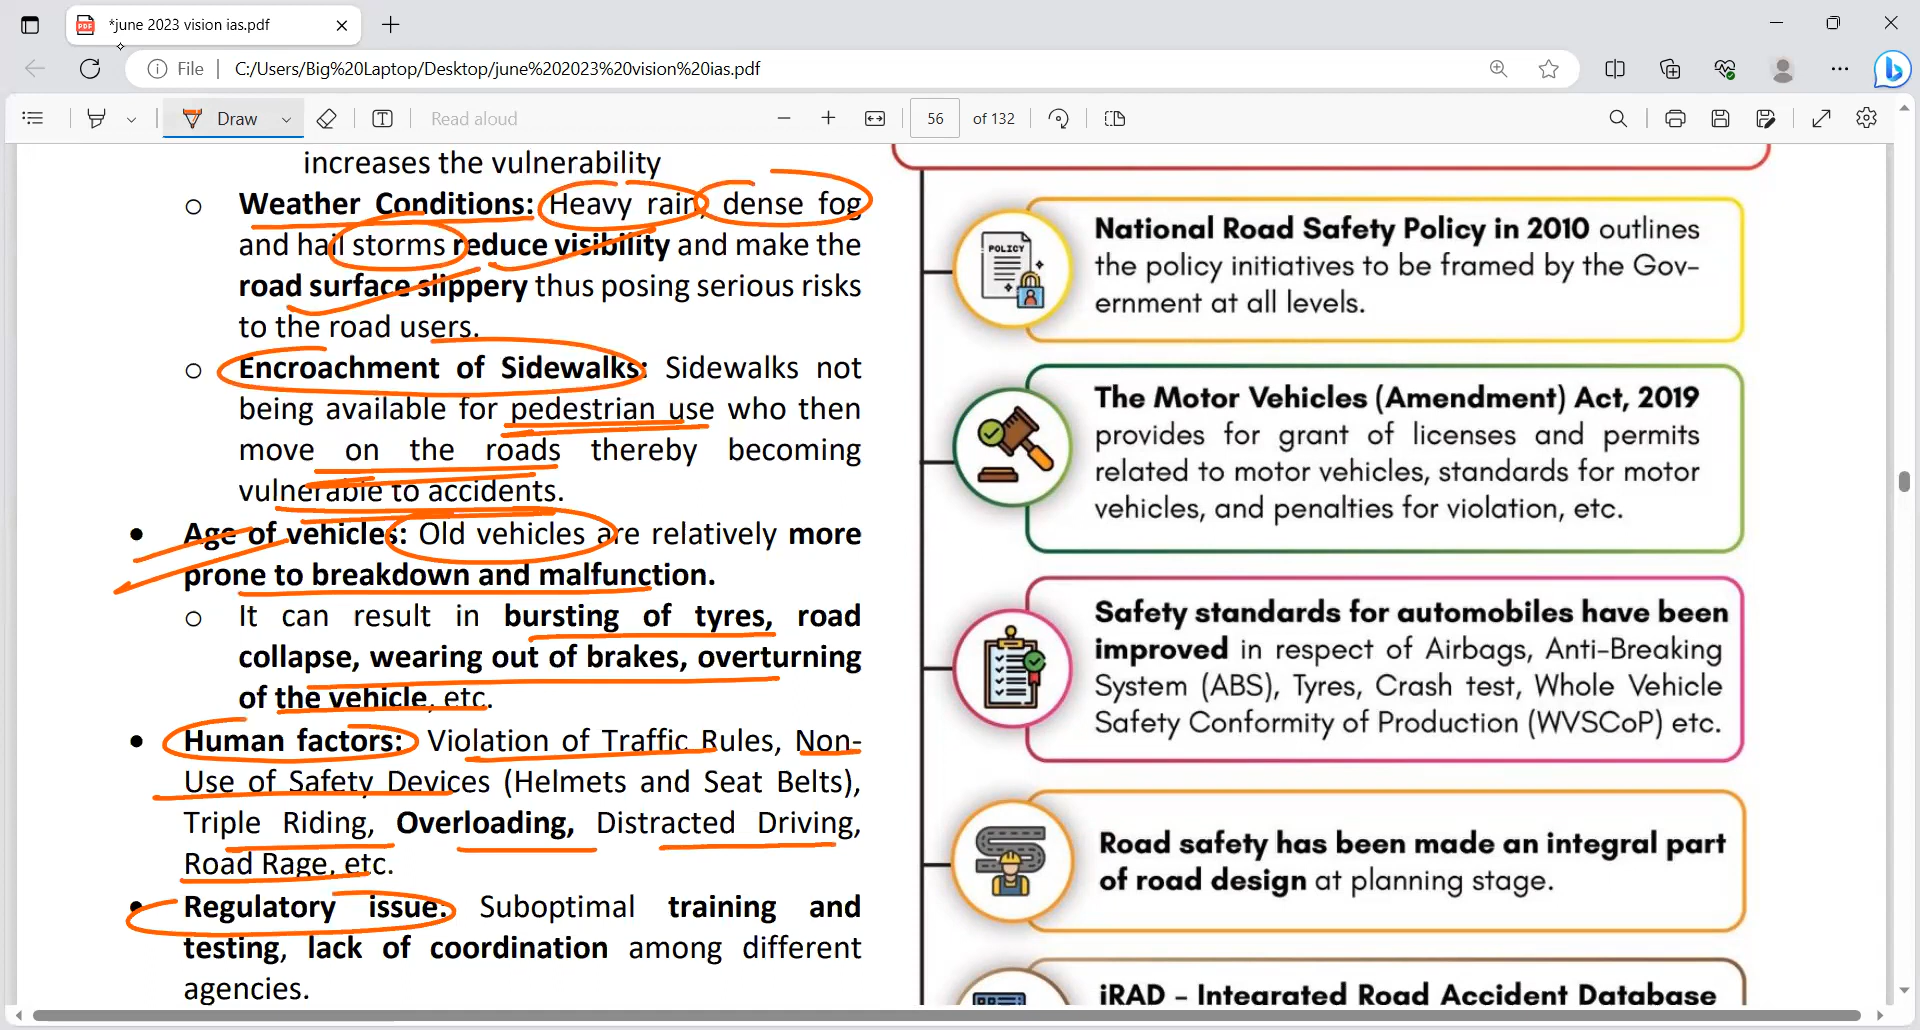 *june 2023 vision ias.pdf
File
C:/Users/Big%20Laptop/Desktop/june%202023%20vision%20ias.pdf
Draw
Read aloud
56
of 132
increases the vulnerability
Weather Conditions: Heavy rain, dense fog
and hail storms reduce visibility and make the
road surface slippery thus posing serious risks
to the road users.
Encroachment of Sidewalks: Sidewalks not
being available for pedestrian use who then
move on the roads thereby becoming
vulnerable to accidents.
Age of vehicles: Old vehicles are relatively more
prone to breakdown and malfunction.
It can result in bursting of tyres, road
collapse, wearing out of brakes, overturning
of the vehicle, etc.
Human factors: Violation of Traffic Rules, Non-
Use of Safety Devices (Helmets and Seat Belts),
Triple Riding, Overloading, Distracted Driving,
Road Rage, etc.
Regulatory issue: Suboptimal training and
testing, lack of coordination among different
agencies.
POLICY
National Road Safety Policy in 2010 outlines
the policy initiatives to be framed by the Gov-
ernment at all levels.
The Motor Vehicles (Amendment) Act, 2019
provides for grant of licenses and permits
related to motor vehicles, standards for motor
vehicles, and penalties for violation, etc.
Safety standards for automobiles have been
improved in respect of Airbags, Anti-Breaking
System (ABS), Tyres, Crash test, Whole Vehicle
Safety Conformity of Production (WVSCoP) etc.
Road safety has been made an integral part
of road design at planning stage.
iRAD - Integrated Road Accident Database